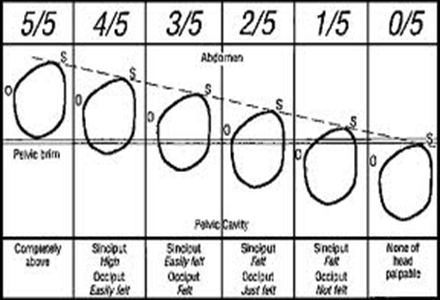 5/5 4/5 3/5 2/5 1/5 0/5
Abdomen
S S S S S S
O O O O O O
Pelvic brim
Pelvic Cavity
Completely
above
Sinciput
High
Occiput
Easily felt
Sinciput
Easily felt
Occiput
Felt
Sinciput
Felt
Occiput
Just felt
Sinciput
Felt
Occiput
Not felt
None of
head
palpable